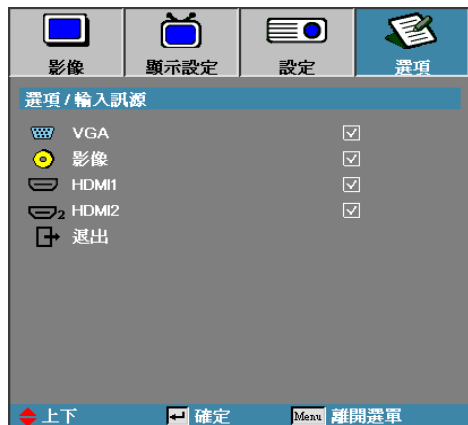 影像 顯示設定 設定 選項
選項 / 輸入訊源
VGA
影像
HDMI1
2 HDMI2
退出
上下 確定 Menu 離開選單